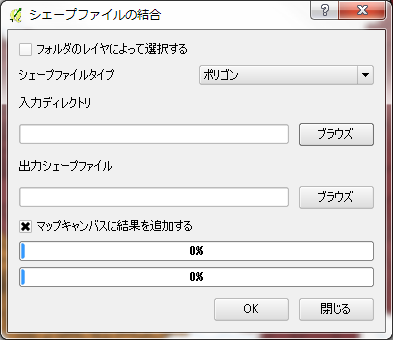 シェープファイルの結合
フォルダのレイヤによって選択する
シェープファイルタイプ ポリゴン
入力ディレクトリ
ブラウズ
出力シェープファイル
ブラウズ
マップキャンバスに結果を追加する
0%
0%
OK 閉じる